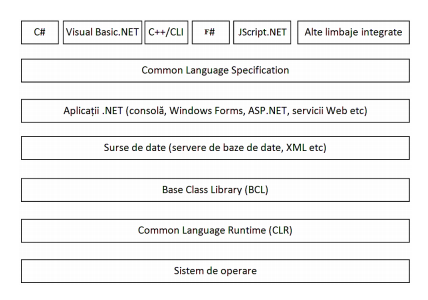 C# Visual Basic.NET C++/CLI F# JScript.NET Alte limbaje integrate
Common Language Specification
Aplicații .NET (consolă, Windows Forms, ASP.NET, servicii Web etc)
Surse de date (servere de baze de date, XML etc)
Base Class Library (BCL)
Common Language Runtime (CLR)
Sistem de operare